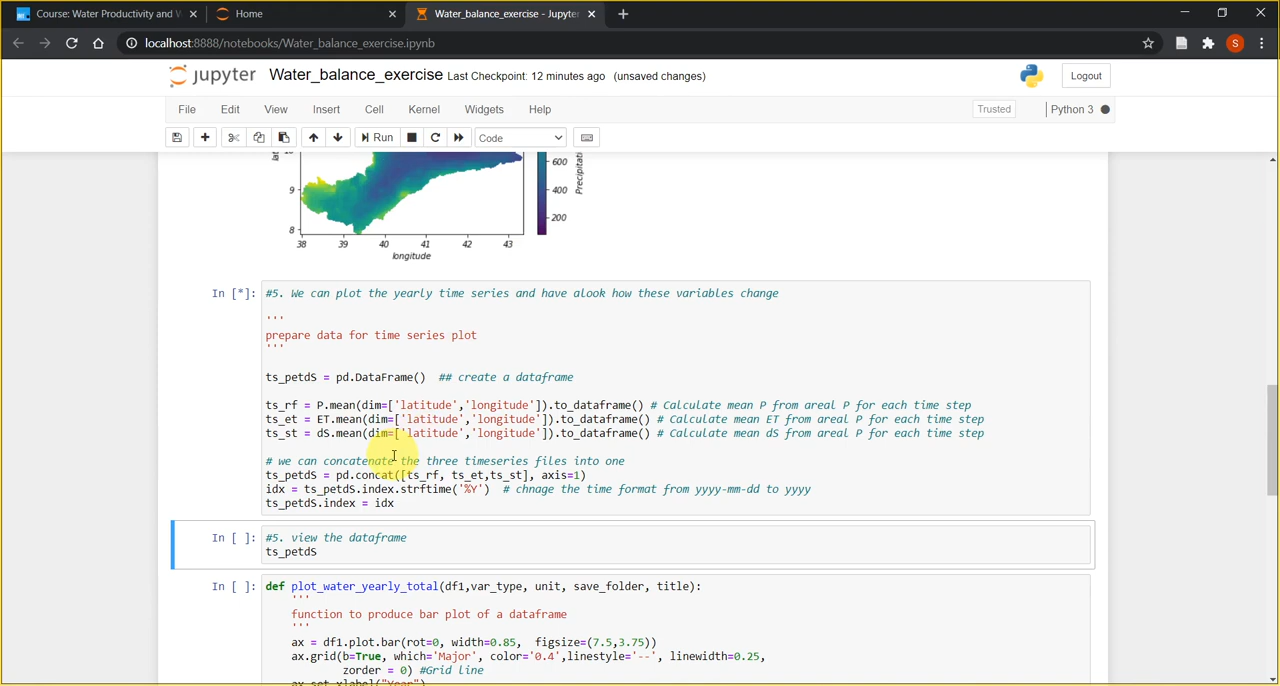 Course: Water Productivity and W
Home
Water_balance_exercise - Jupyter
localhost:8888/notebooks/Water_balance_exercise.ipynb
S
jupyter Water_balance_exercise Last Checkpoint: 12 minutes ago (unsaved changes)
Logout
File Edit View Insert Cell Kernel Widgets Help
Trusted
Python 3
Run
Code
600
400
200
Precipitati
lat
10
9
8
38 39 40 41 42 43
longitude
In [*]: #5. We can plot the yearly time series and have alook how these variables change
'''
prepare data for time series plot
'''
ts_petdS = pd.DataFrame() ## create a dataframe
ts_rf = P.mean(dim=['latitude','longitude']).to_dataframe() # Calculate mean P from areal P for each time step
ts_et = ET.mean(dim=['latitude','longitude']).to_dataframe() # Calculate mean ET from areal P for each time step
ts_st = dS.mean(dim=['latitude','longitude']).to_dataframe() # Calculate mean dS from areal P for each time step
# we can concatenate the three timeseries files into one
ts_petdS = pd.concat([ts_rf, ts_et,ts_st], axis=1)
idx = ts_petdS.index.strftime('%Y') # chnage the time format from yyyy-mm-dd to yyyy
ts_petdS.index = idx
In [ ]: #5. view the dataframe
ts_petdS
In [ ]: def plot_water_yearly_total(df1,var_type, unit, save_folder, title):
'''
function to produce bar plot of a dataframe
'''
ax = df1.plot.bar(rot=0, width=0.85, figsize=(7.5,3.75))
ax.grid(b=True, which='Major', color='0.4',linestyle='--', linewidth=0.25,
zorder = 0) #Grid line
ax.set_xlabel("Year")